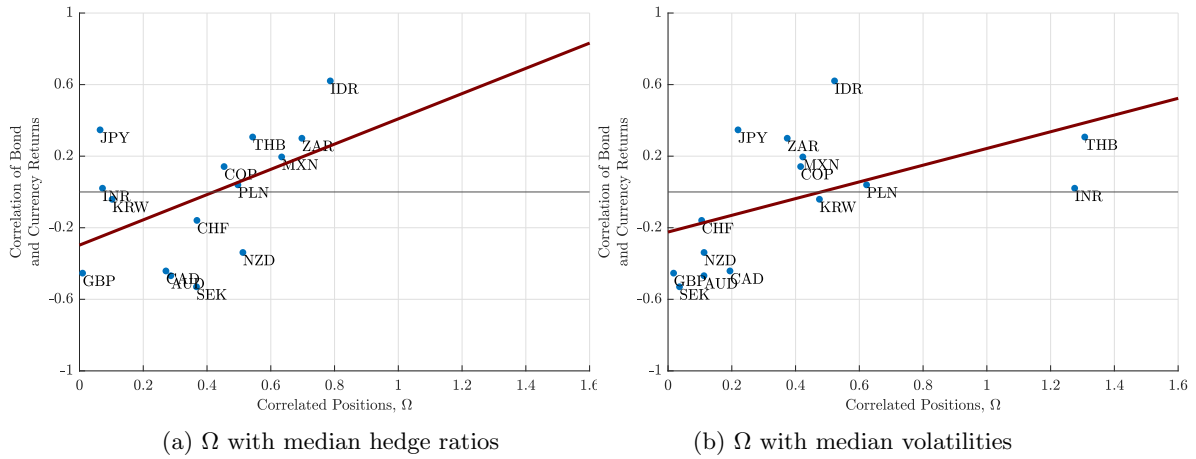 1
0.6
0.2
-0.2
-0.6
-1
Correlation of Bond
and Currency Returns
IDR
JPY
THB
ZAR
MXN
COP
PLN
INR
KRW
CHF
NZD
GBP
CAD
AUD
SEK
0 0.2 0.4 0.6 0.8 1 1.2 1.4 1.6
Correlated Positions, Ω
(a) Ω with median hedge ratios
1
0.6
0.2
-0.2
-0.6
-1
Correlation of Bond
and Currency Returns
IDR
JPY
ZAR
THB
MXN
COP
PLN
INR
KRW
CHF
NZD
GBP
AUD
CAD
SEK
0 0.2 0.4 0.6 0.8 1 1.2 1.4 1.6
Correlated Positions, Ω
(b) Ω with median volatilities